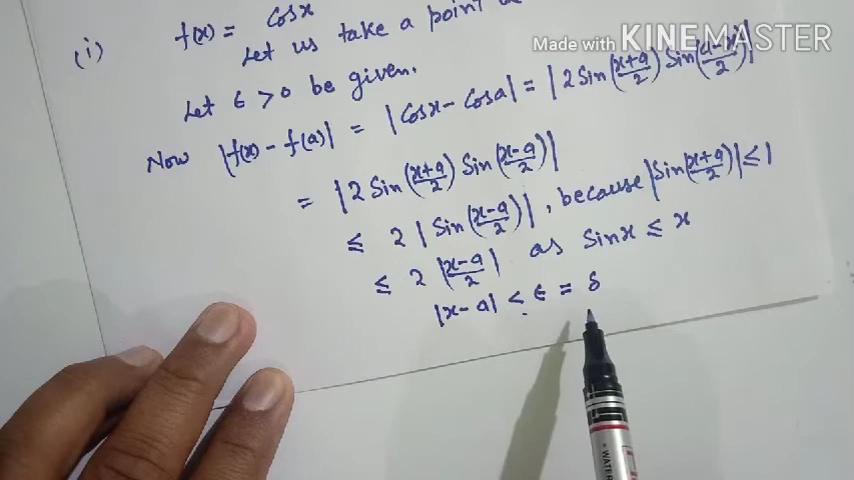 Made with KINEMASTER
(i) f(x) = Cosx
Let us take a point
Let ϵ > 0 be given.
Now |f(x) - f(a)| = |Cosx - Cosa| = |2 Sin(x+a/2) Sin(a-x/2)|
= |2 Sin(x+a/2) Sin(x-a/2)|
≤ 2 |Sin(x-a/2)|, because |Sin(x+a/2)| ≤ 1
≤ 2 |x-a/2| as Sinx ≤ x
|x-a| < ϵ = δ
WATER